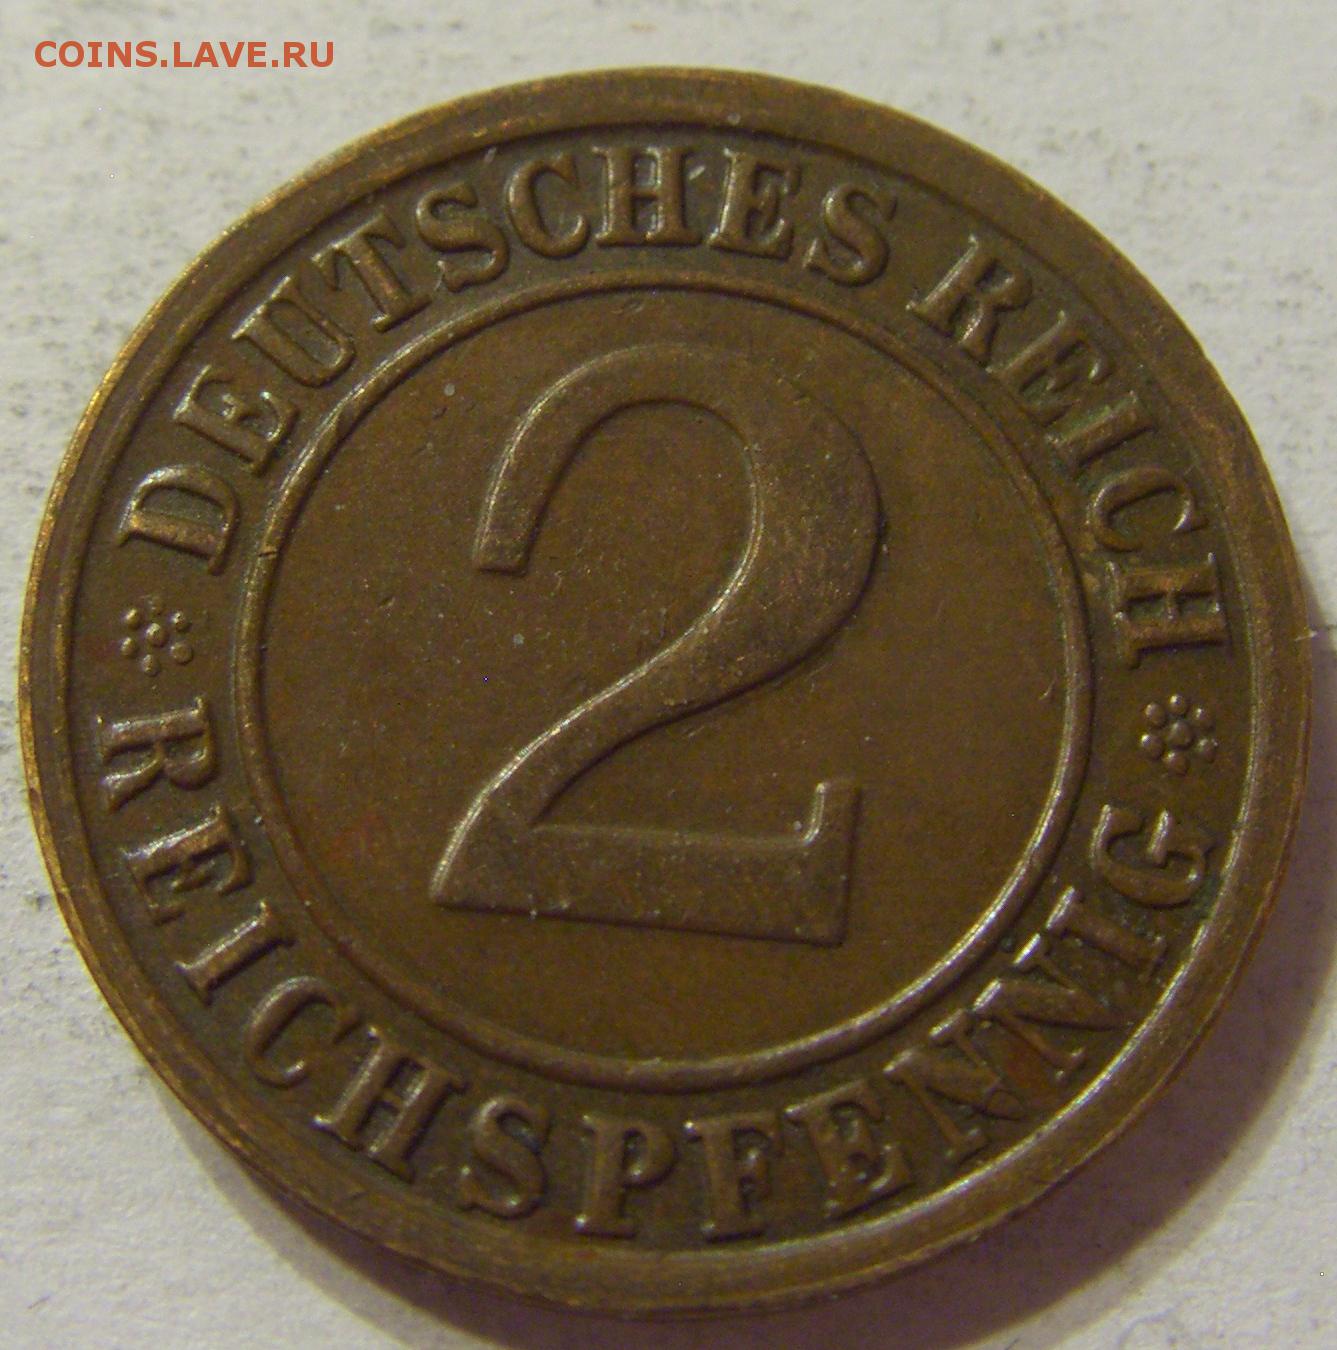 COINS.LAVE.RU
DEUTSCHES REICH
2
REICHSPFENNIG